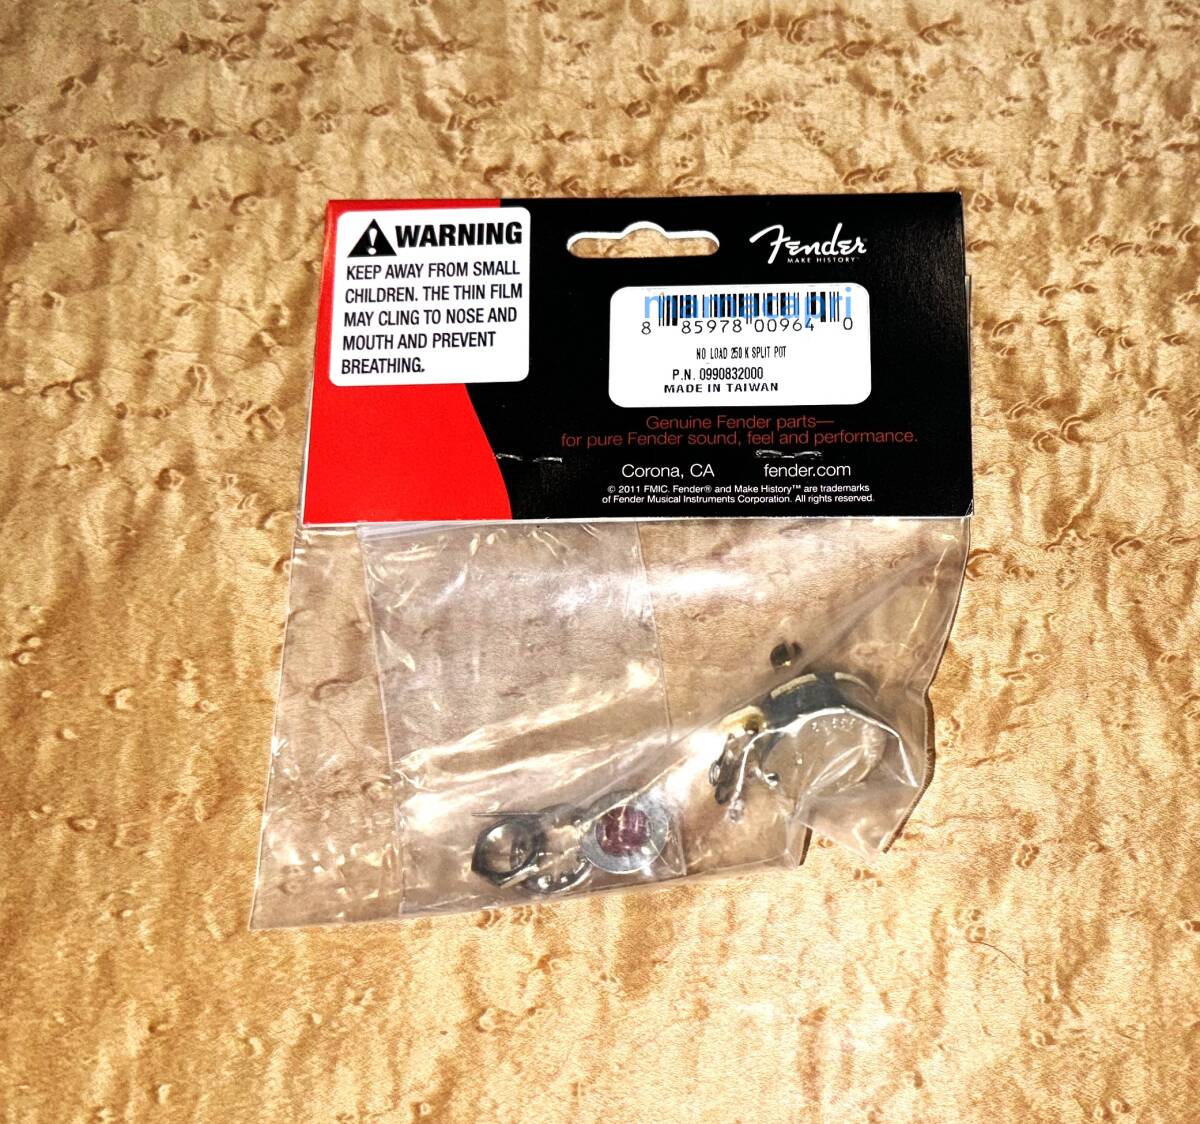 WARNING
KEEP AWAY FROM SMALL
CHILDREN. THE THIN FILM
MAY CLING TO NOSE AND
MOUTH AND PREVENT
BREATHING.
Fender
MAKE HISTORY™
mamacapri
8 85978 00964 0
NO LOAD 250 K SPLIT POT
P.N. 0990832000
MADE IN TAIWAN
Genuine Fender parts—
for pure Fender sound, feel and performance.
Corona, CA fender.com
© 2011 FMIC. Fender® and Make History™ are trademarks
of Fender Musical Instruments Corporation. All rights reserved.